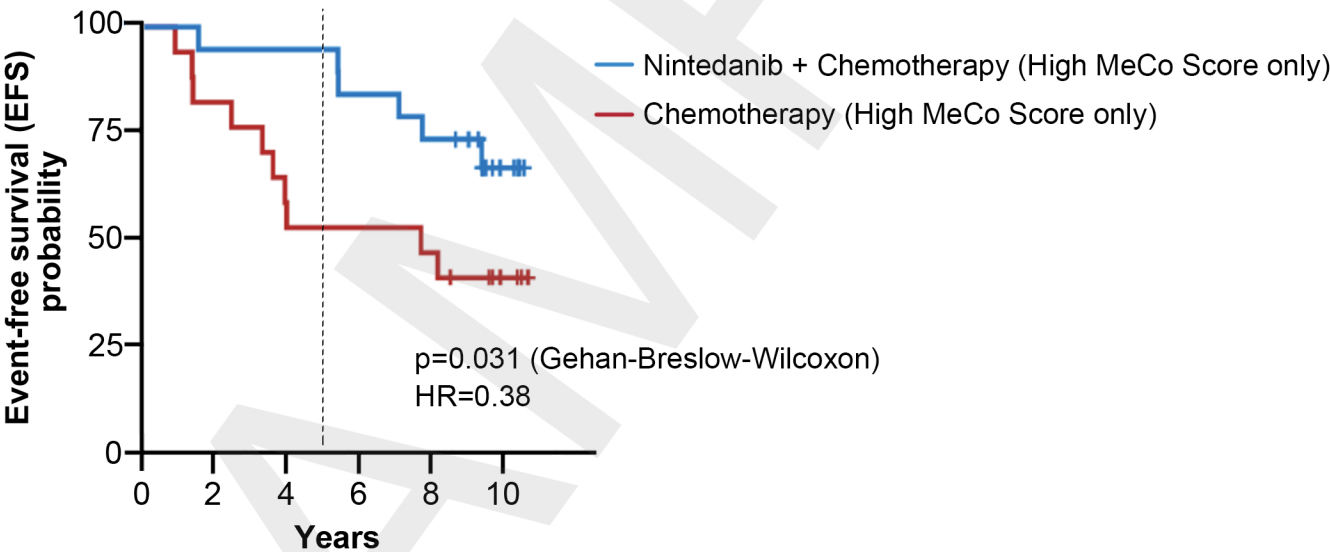 100
75
50
25
0
Event-free survival (EFS)
probability
Nintedanib + Chemotherapy (High MeCo Score only)
Chemotherapy (High MeCo Score only)
p=0.031 (Gehan-Breslow-Wilcoxon)
HR=0.38
0 2 4 6 8 10
Years